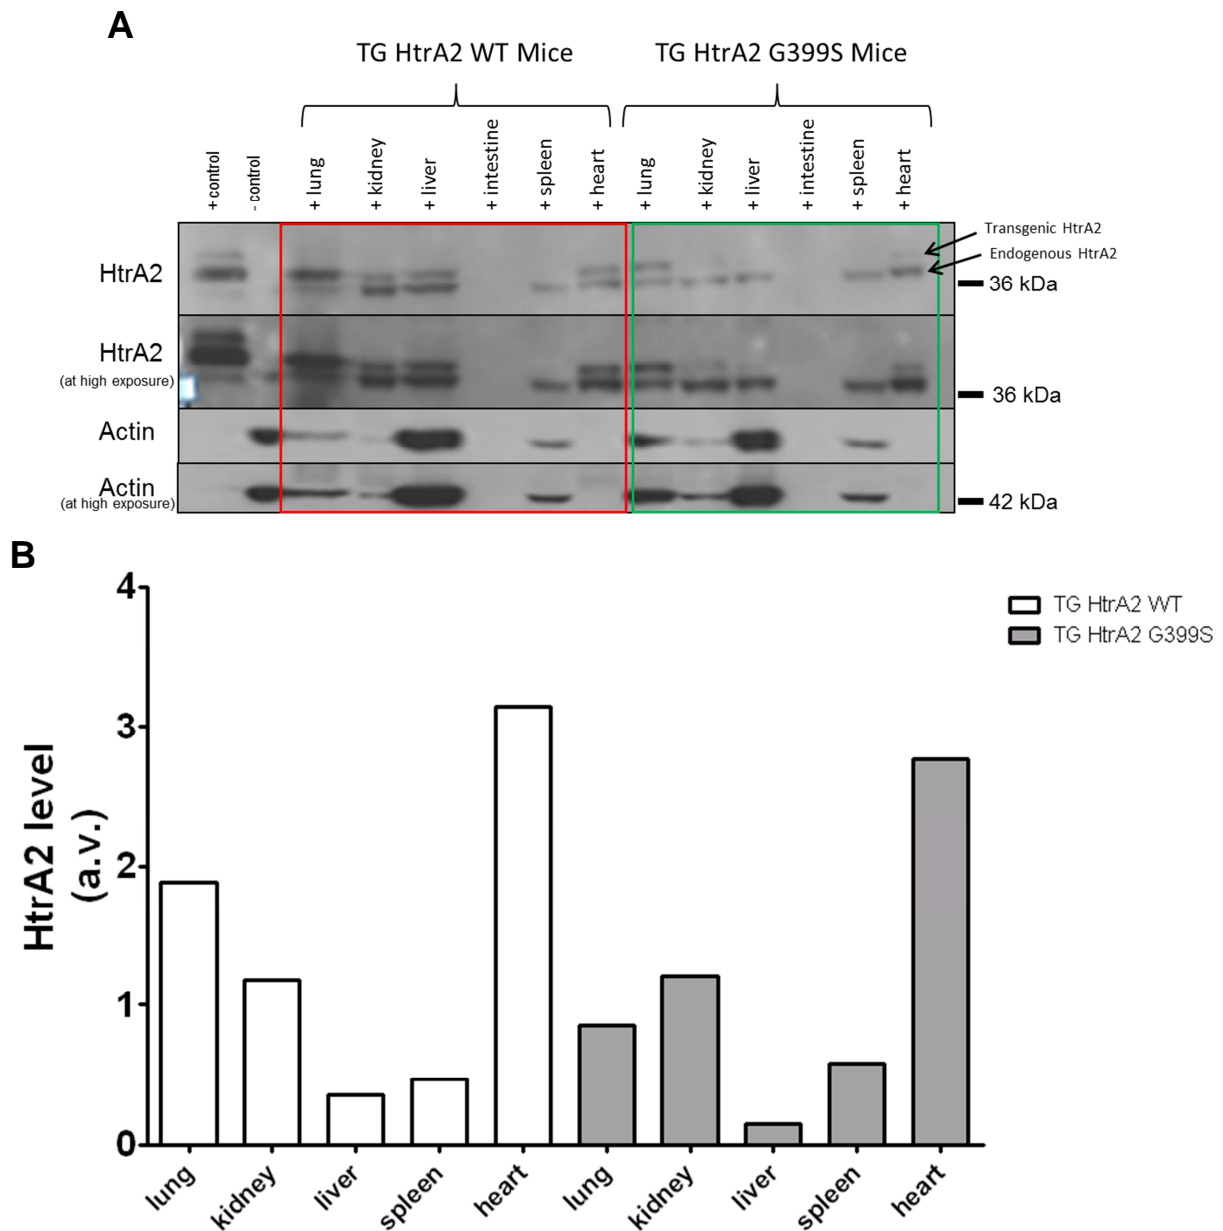 A
TG HtrA2 WT Mice
TG HtrA2 G399S Mice
+ control
- control
+ lung
+ kidney
+ liver
+ intestine
+ spleen
+ heart
+ lung
+ kidney
+ liver
+ intestine
+ spleen
+ heart
Transgenic HtrA2
Endogenous HtrA2
HtrA2
36 kDa
HtrA2
(at high exposure)
36 kDa
Actin
Actin
(at high exposure)
42 kDa
B
4
3
2
1
0
HtrA2 level
(a.v.)
TG HtrA2 WT
TG HtrA2 G399S
lung
kidney
liver
spleen
heart
lung
kidney
liver
spleen
heart